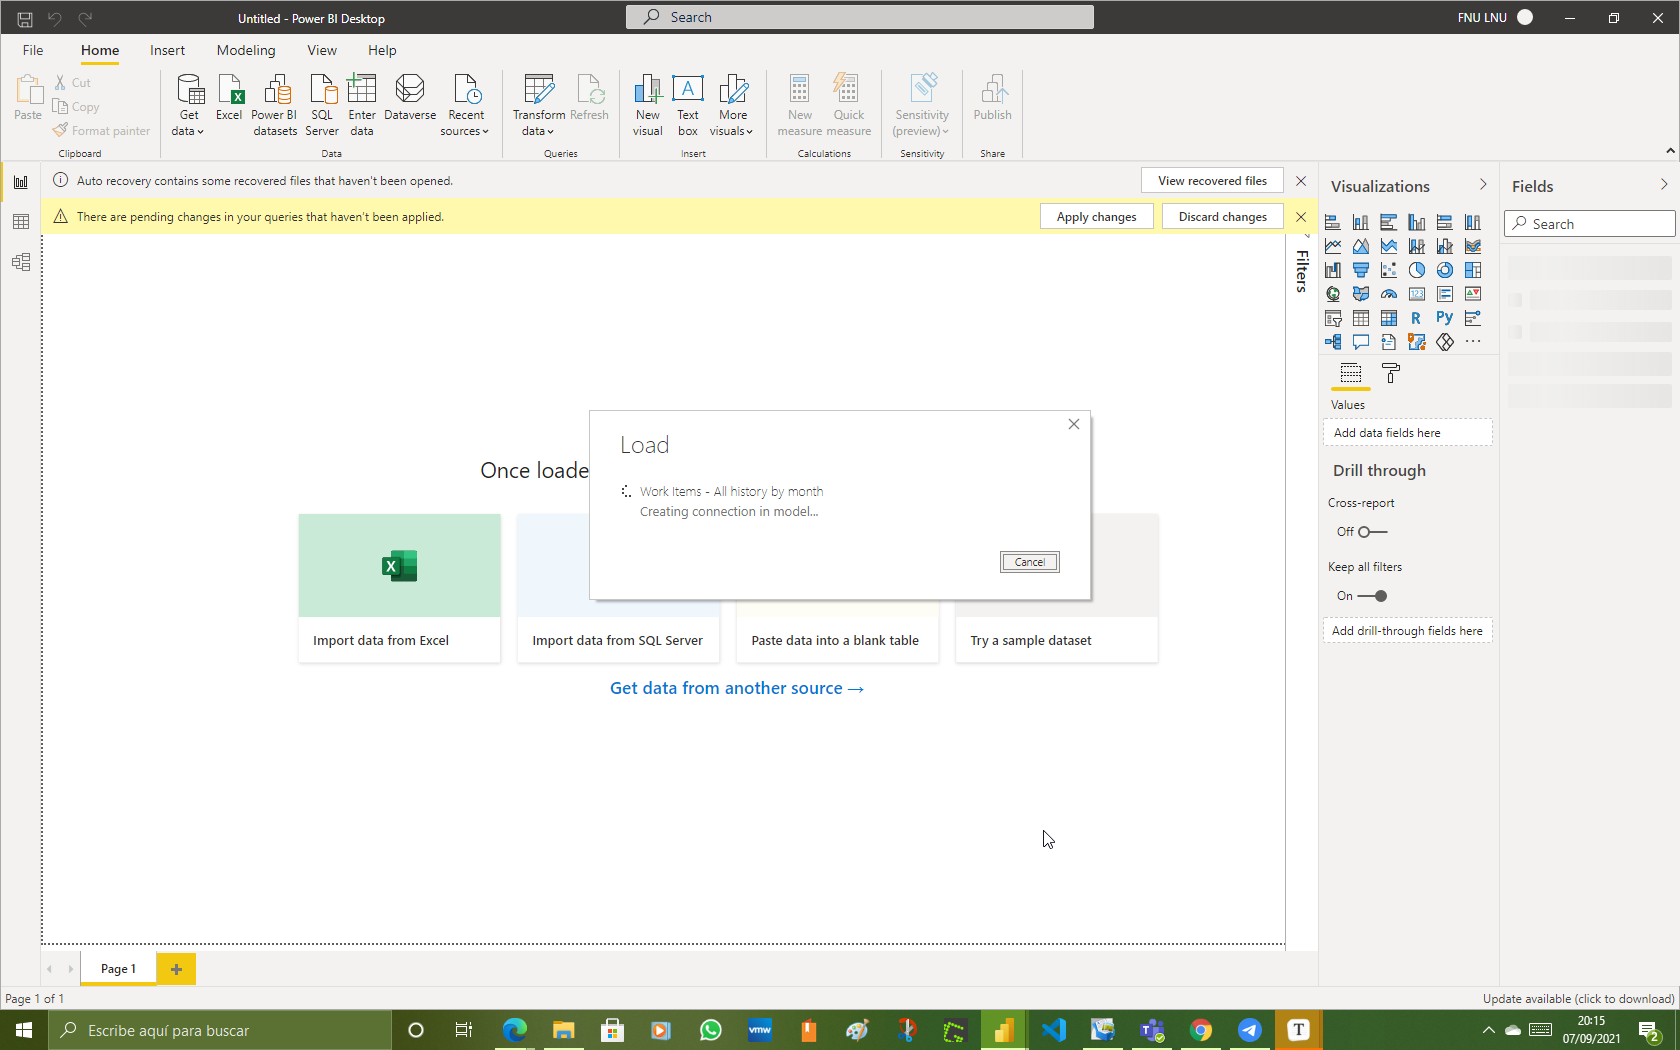 Untitled - Power BI Desktop
Search
FNU LNU
File
Home
Insert
Modeling
View
Help
Paste
Cut
Copy
Format painter
Get data
Excel
Power BI datasets
SQL Server
Enter data
Dataverse
Recent sources
Transform data
Refresh
New visual
Text box
More visuals
New measure
Quick measure
Sensitivity (preview)
Publish
Clipboard
Data
Queries
Insert
Calculations
Sensitivity
Share
Auto recovery contains some recovered files that haven't been opened.
View recovered files
There are pending changes in your queries that haven't been applied.
Apply changes
Discard changes
Filters
Visualizations
Fields
Search
R
Py
123
Values
Add data fields here
Drill through
Cross-report
Off
Keep all filters
On
Add drill-through fields here
Once loade
Load
Work Items - All history by month
Creating connection in model...
Cancel
Import data from Excel
Import data from SQL Server
Paste data into a blank table
Try a sample dataset
Get data from another source →
Page 1
Page 1 of 1
Update available (click to download)
Escribe aquí para buscar
vmw
T
20:15
07/09/2021
2